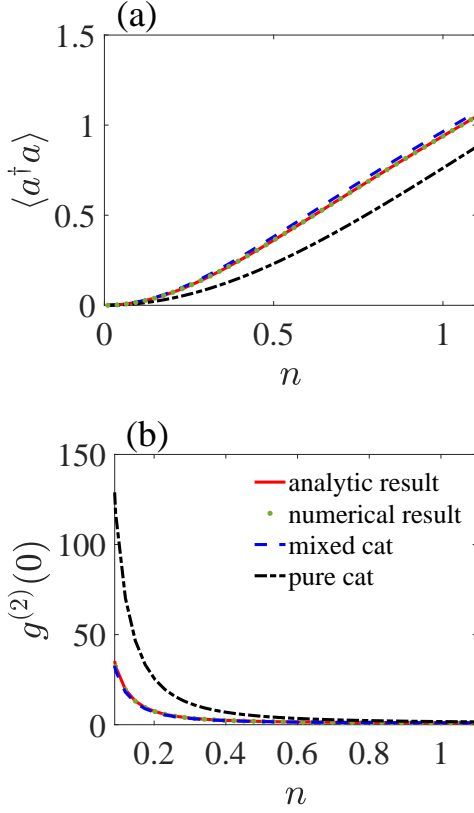 (a)
1.5
1
0.5
0
⟨a†a⟩
0 0.5 1
n
(b)
150
100
50
0
g(2)(0)
analytic result
numerical result
mixed cat
pure cat
0.2 0.4 0.6 0.8 1
n